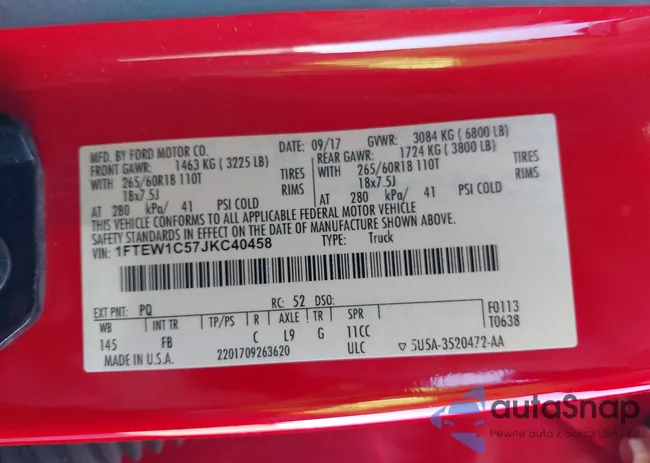 MFD. BY FORD MOTOR CO.
DATE: 09/17 GVWR: 3084 KG ( 6800 LB)
FRONT GAWR: 1463 KG ( 3225 LB)
REAR GAWR: 1724 KG ( 3800 LB)
WITH 265/60R18 110T TIRES
WITH 265/60R18 110T TIRES
18x7.5J RIMS
18x7.5J RIMS
AT 280 kPa/ 41 PSI COLD
AT 280 kPa/ 41 PSI COLD
THIS VEHICLE CONFORMS TO ALL APPLICABLE FEDERAL MOTOR VEHICLE
SAFETY STANDARDS IN EFFECT ON THE DATE OF MANUFACTURE SHOWN ABOVE.
VIN: 1FTEW1C57JKC40458 TYPE: Truck
EXT PNT: PQ RC: 52 DSO: F0113
WB INT TR TP/PS R AXLE TR SPR T0638
145 FB C L9 G 11CC
MADE IN U.S.A. 2201709263620 ULC ▽ 5U5A-3520472-AA
autaSnap
Pewne auta z aukcji USA i EU